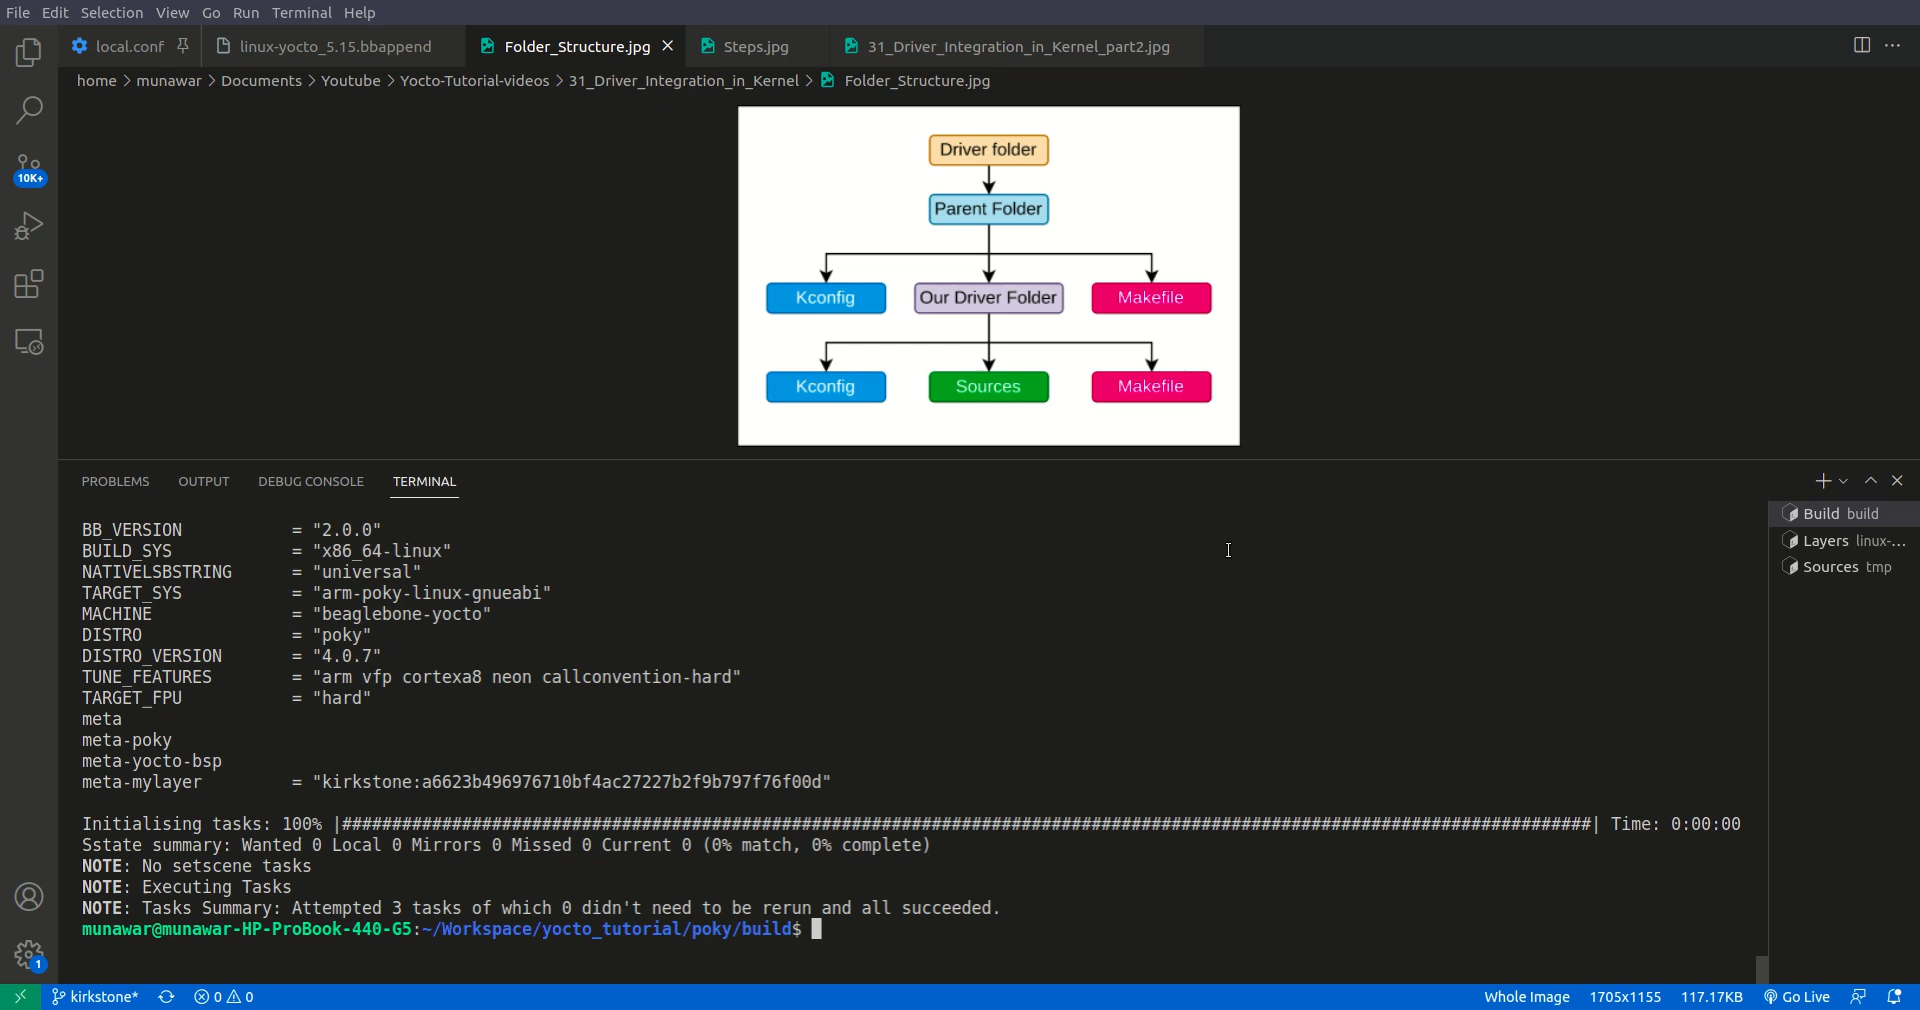 File Edit Selection View Go Run Terminal Help
local.conf linux-yocto_5.15.bbappend Folder_Structure.jpg Steps.jpg 31_Driver_Integration_in_Kernel_part2.jpg
home > munawar > Documents > Youtube > Yocto-Tutorial-videos > 31_Driver_Integration_in_Kernel > Folder_Structure.jpg
10K+
Driver folder
Parent Folder
Kconfig Our Driver Folder Makefile
Kconfig Sources Makefile
PROBLEMS OUTPUT DEBUG CONSOLE TERMINAL
Build build
Layers linux-...
Sources tmp
BB_VERSION = "2.0.0"
BUILD_SYS = "x86_64-linux"
NATIVELSBSTRING = "universal"
TARGET_SYS = "arm-poky-linux-gnueabi"
MACHINE = "beaglebone-yocto"
DISTRO = "poky"
DISTRO_VERSION = "4.0.7"
TUNE_FEATURES = "arm vfp cortexa8 neon callconvention-hard"
TARGET_FPU = "hard"
meta
meta-poky
meta-yocto-bsp
meta-mylayer = "kirkstone:a6623b496976710bf4ac27227b2f9b797f76f00d"
Initialising tasks: 100% |#############################################################################################################################| Time: 0:00:00
Sstate summary: Wanted 0 Local 0 Mirrors 0 Missed 0 Current 0 (0% match, 0% complete)
NOTE: No setscene tasks
NOTE: Executing Tasks
NOTE: Tasks Summary: Attempted 3 tasks of which 0 didn't need to be rerun and all succeeded.
munawar@munawar-HP-ProBook-440-G5:~/Workspace/yocto_tutorial/poky/build$
1
kirkstone* 0 0 Whole Image 1705x1155 117.17KB Go Live